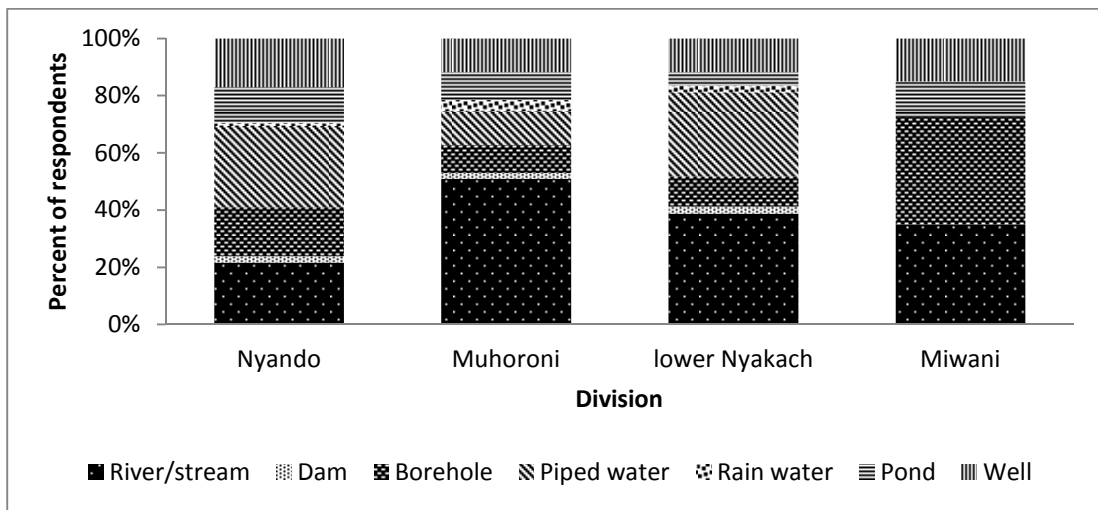 Percent of respondents
100%
80%
60%
40%
20%
0%
Nyando Muhoroni lower Nyakach Miwani
Division
River/stream Dam Borehole Piped water Rain water Pond Well